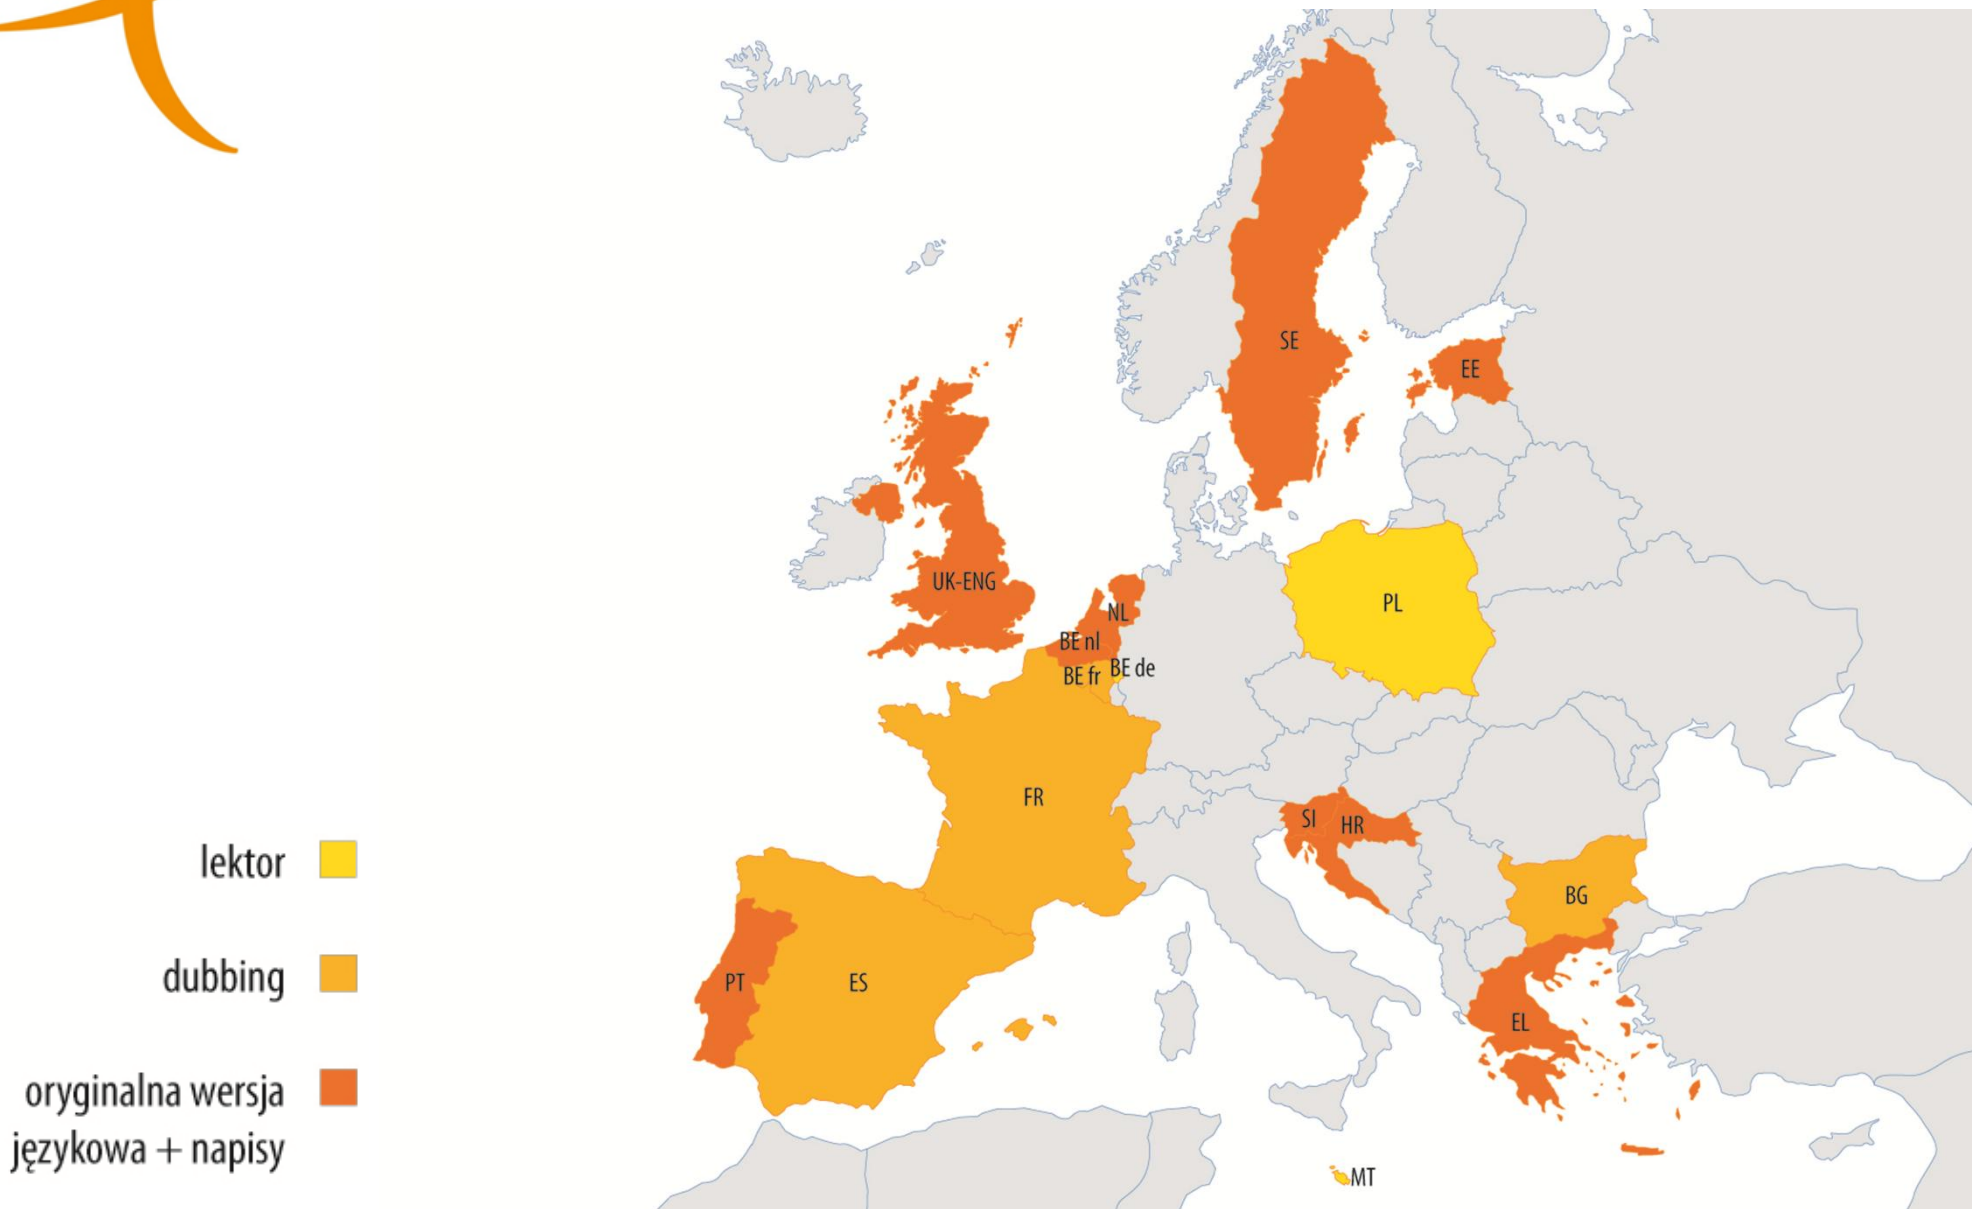 SE
EE
UK-ENG
NL
PL
BE nl
BE de
BE fr
FR
SI
HR
lektor
BG
dubbing
PT
ES
EL
oryginalna wersja
językowa + napisy
MT